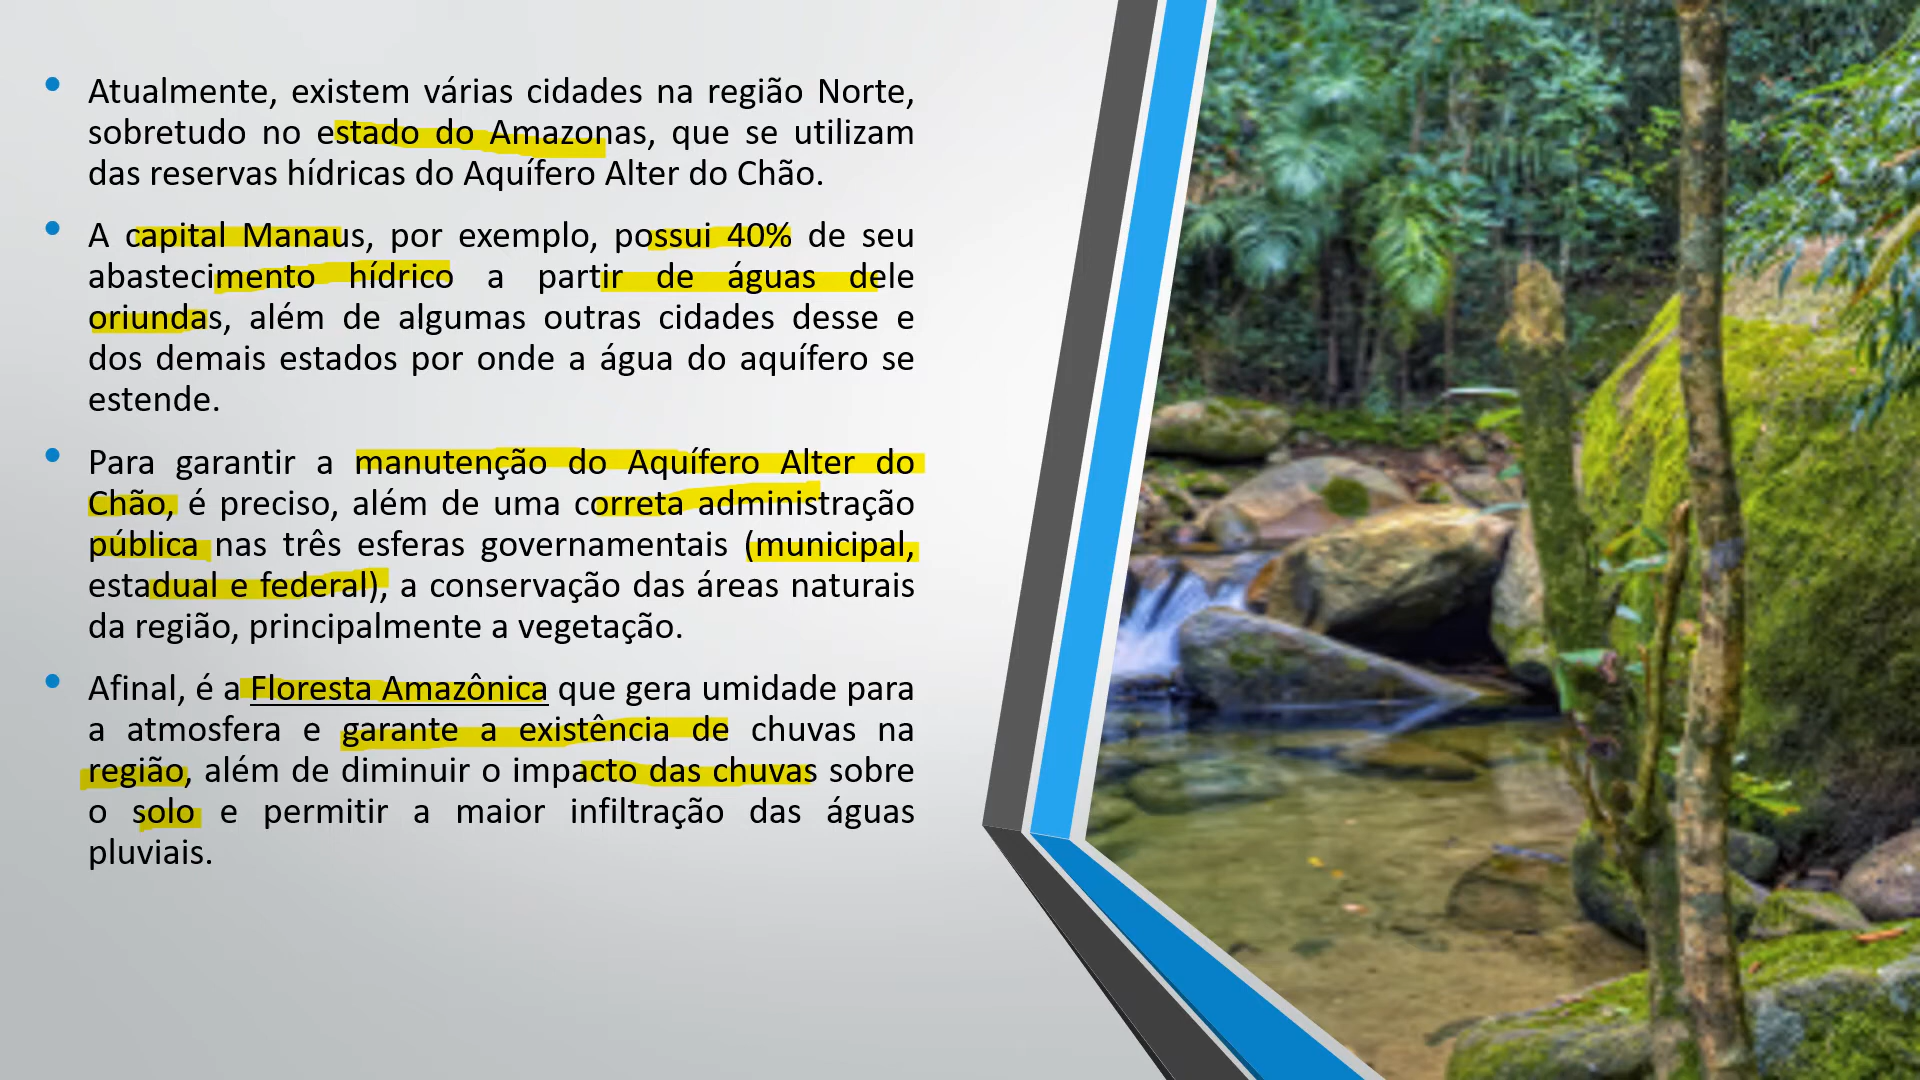 Atualmente, existem várias cidades na região Norte,
sobretudo no estado do Amazonas, que se utilizam
das reservas hídricas do Aquífero Alter do Chão.
A capital Manaus, por exemplo, possui 40% de seu
abastecimento hídrico a partir de águas dele
oriundas, além de algumas outras cidades desse e
dos demais estados por onde a água do aquífero se
estende.
Para garantir a manutenção do Aquífero Alter do
Chão, é preciso, além de uma correta administração
pública nas três esferas governamentais (municipal,
estadual e federal), a conservação das áreas naturais
da região, principalmente a vegetação.
Afinal, é a Floresta Amazônica que gera umidade para
a atmosfera e garante a existência de chuvas na
região, além de diminuir o impacto das chuvas sobre
o solo e permitir a maior infiltração das águas
pluviais.